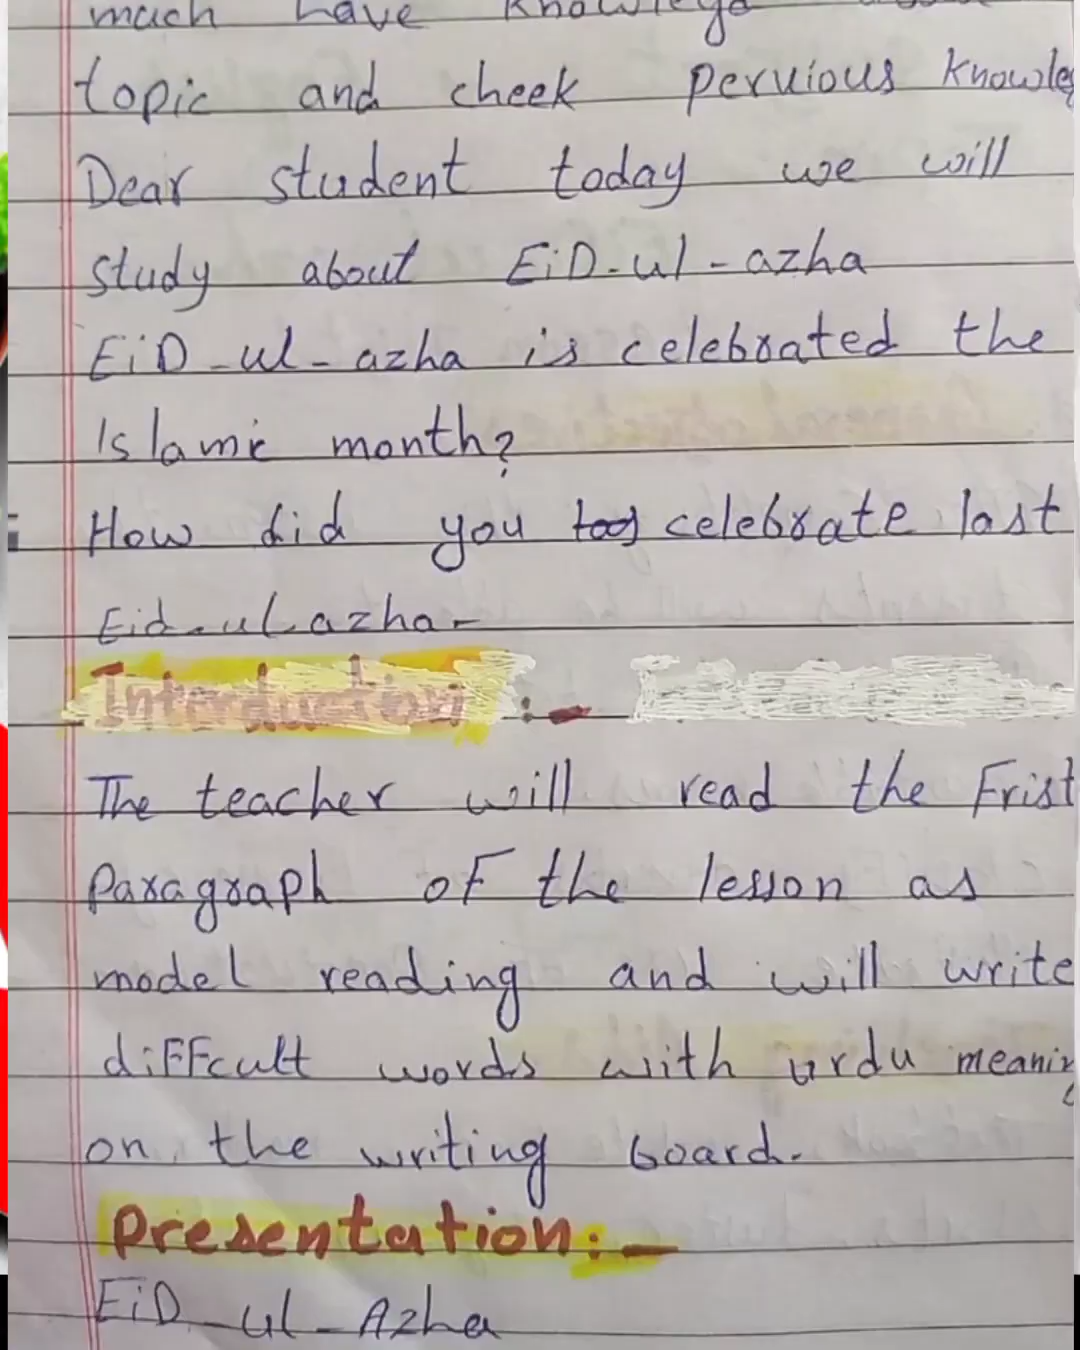 much have
topic and cheek pervious knowle
Dear student today we will
study about EiD-ul-azha
EiD-ul-azha is celebrated the
Islamic month?
How did you celebrate last
Eid-ul-azha-
Interduction :-
The teacher will read the Frist
Paragraph of the lesson as
model reading and will write
diffcult words with urdu meanin
on the writing board.
Presentation:-
EiD-ul-Azha